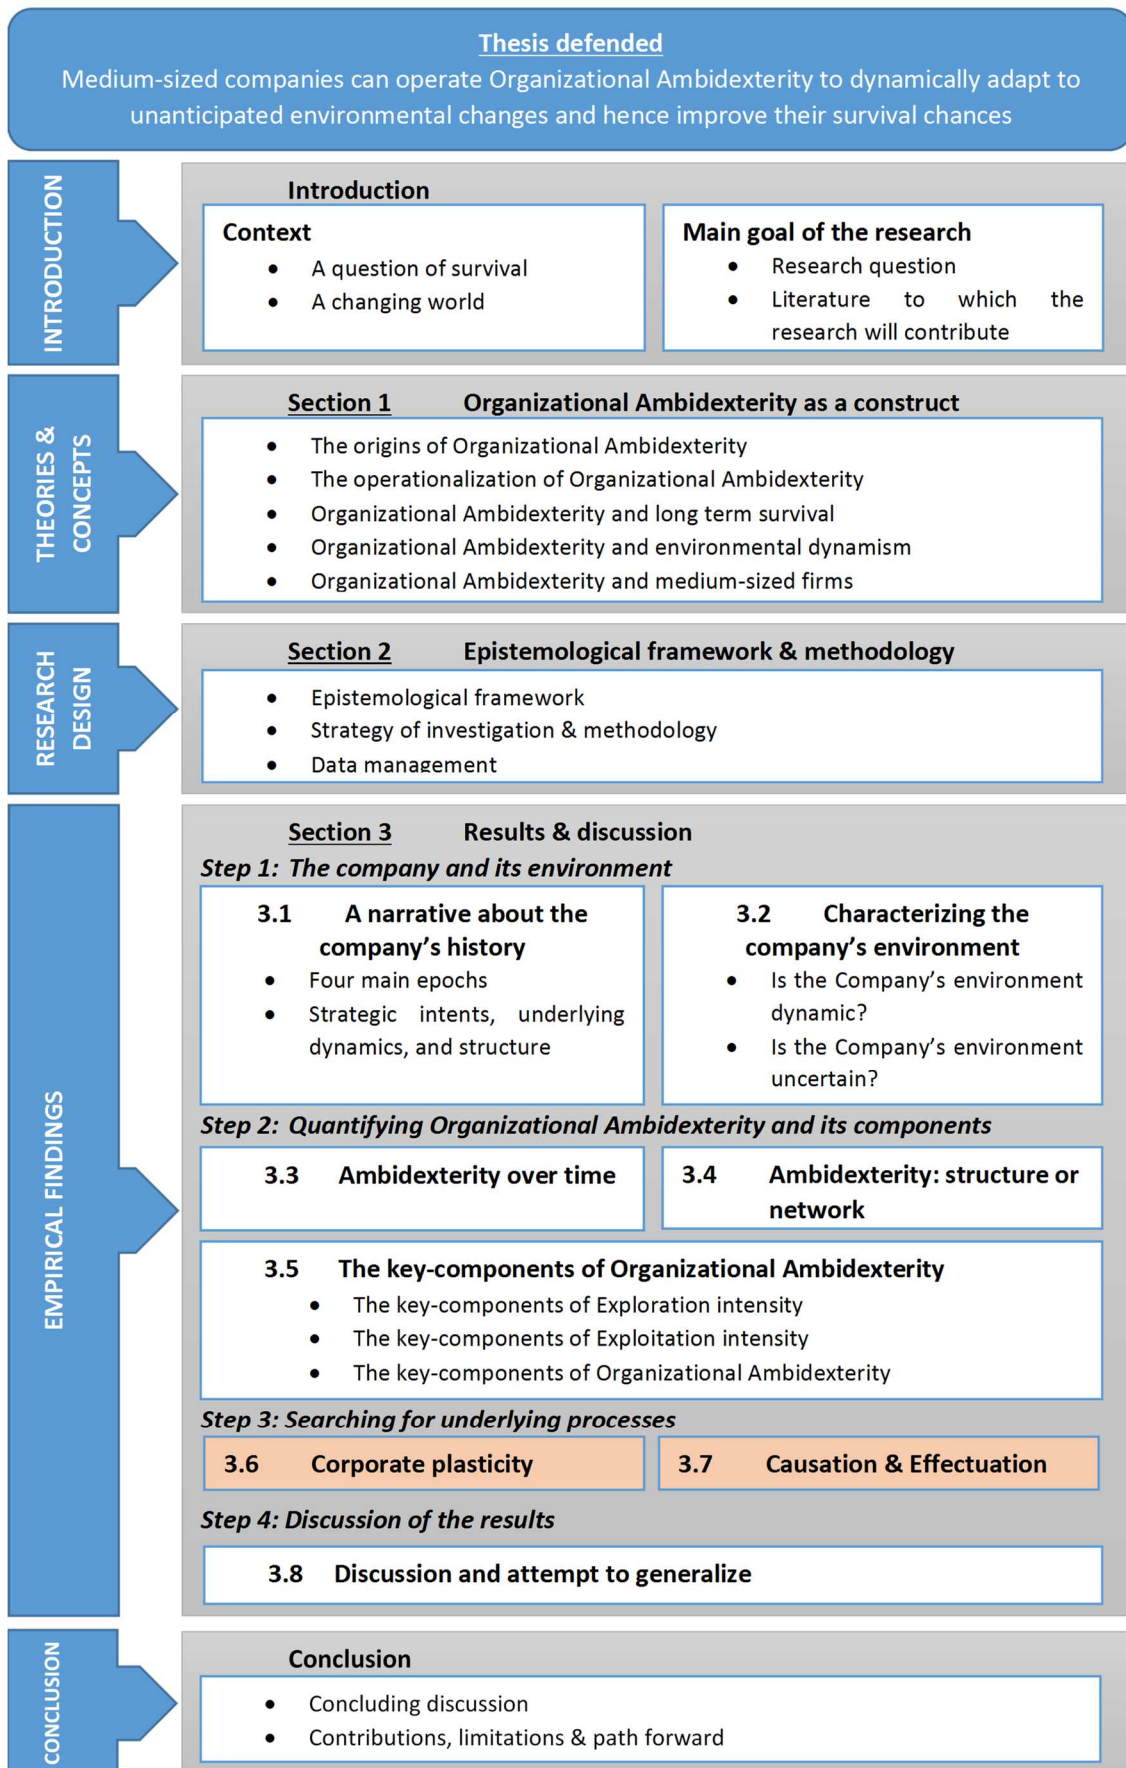 Thesis defended
Medium-sized companies can operate Organizational Ambidexterity to dynamically adapt to
unanticipated environmental changes and hence improve their survival chances
INTRODUCTION
Introduction
Context
• A question of survival
• A changing world
Main goal of the research
• Research question
• Literature to which the
research will contribute
THEORIES &
CONCEPTS
Section 1 Organizational Ambidexterity as a construct
• The origins of Organizational Ambidexterity
• The operationalization of Organizational Ambidexterity
• Organizational Ambidexterity and long term survival
• Organizational Ambidexterity and environmental dynamism
• Organizational Ambidexterity and medium-sized firms
RESEARCH
DESIGN
Section 2 Epistemological framework & methodology
• Epistemological framework
• Strategy of investigation & methodology
• Data management
EMPIRICAL FINDINGS
Section 3 Results & discussion
Step 1: The company and its environment
3.1 A narrative about the
company's history
• Four main epochs
• Strategic intents, underlying
dynamics, and structure
3.2 Characterizing the
company's environment
• Is the Company's environment
dynamic?
• Is the Company's environment
uncertain?
Step 2: Quantifying Organizational Ambidexterity and its components
3.3 Ambidexterity over time
3.4 Ambidexterity: structure or
network
3.5 The key-components of Organizational Ambidexterity
• The key-components of Exploration intensity
• The key-components of Exploitation intensity
• The key-components of Organizational Ambidexterity
Step 3: Searching for underlying processes
3.6 Corporate plasticity
3.7 Causation & Effectuation
Step 4: Discussion of the results
3.8 Discussion and attempt to generalize
CONCLUSION
Conclusion
• Concluding discussion
• Contributions, limitations & path forward